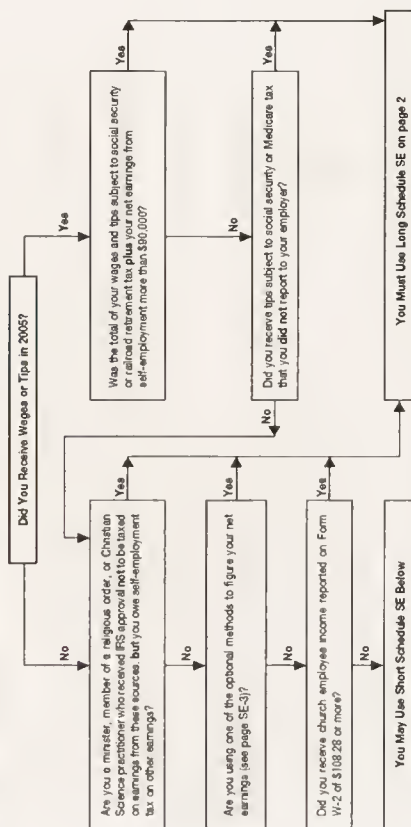 Did You Receive Wages or Tips in 2005?
No
Yes
Are you a minister, member of a religious order, or Christian
Science practitioner who received IRS approval not to be taxed
on earnings from these sources, but you owe self-employment
tax on other earnings?
Yes
No
Are you using one of the optional methods to figure your net
earnings (see page SE-3)?
Yes
No
Did you receive church employee income reported on Form
W-2 of $108.28 or more?
Yes
No
You May Use Short Schedule SE Below
Was the total of your wages and tips subject to social security
or railroad retirement tax plus your net earnings from
self-employment more than $90,000?
Yes
No
Did you receive tips subject to social security or Medicare tax
that you did not report to your employer?
Yes
No
You Must Use Long Schedule SE on page 2